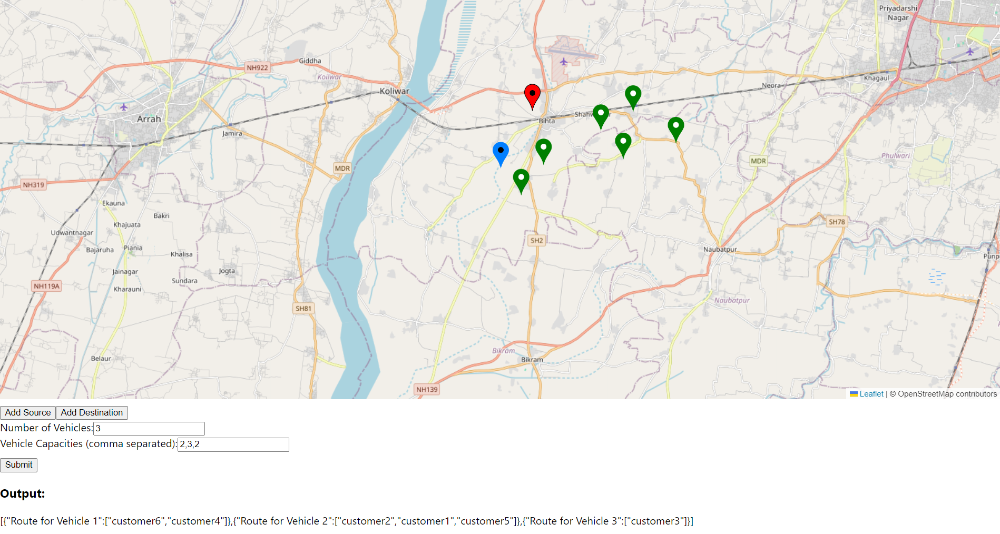 Priyadarshi
Nagar
Giddha
NH922
Koilwar
Koliwar
Neora
Khagaul
Arrah
Shahw
Bihta
Jamira
Phulwari
MDR
MDR
NH319
Ekauna
Bakri
Khajuata
SH78
Udwantnagar
SH2
Bajaruha
Piania
Khalisa
Naubatpur
Punp
Jainagar
Jogta
Sundara
NH119A
Kharauni
Naubatpur
SH81
Bikram
Belaur
Bikram
NH139
Leaflet | © OpenStreetMap contributors
Add Source Add Destination
Number of Vehicles: 3
Vehicle Capacities (comma separated): 2,3,2
Submit
Output:
[{"Route for Vehicle 1":["customer6","customer4"]},{"Route for Vehicle 2":["customer2","customer1","customer5"]},{"Route for Vehicle 3":["customer3"]}]